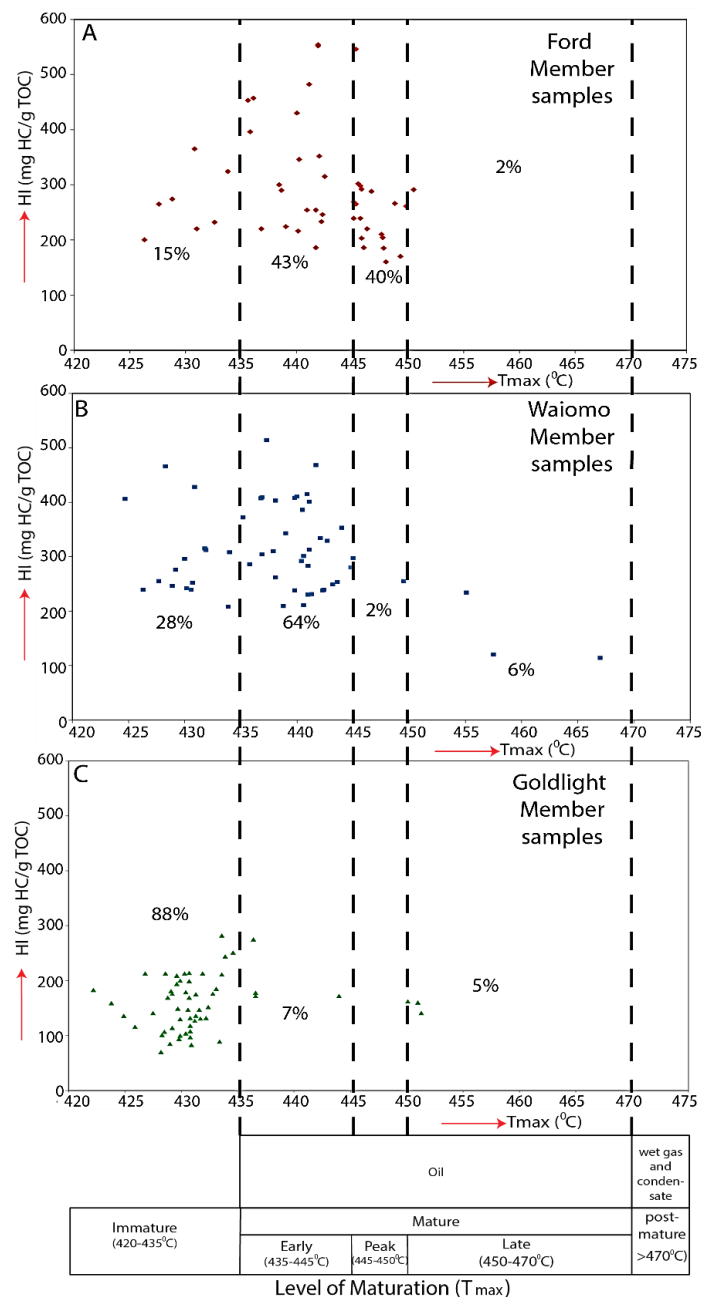 A
Ford
Member
samples
HI (mg HC/g TOC)
600
500
400
300
200
100
0
2%
15%
43%
40%
420
425
430
435
440
445
450
455
460
465
470
475
Tmax (⁰C)
B
Waiomo
Member
samples
HI (mg HC/g TOC)
600
500
400
300
200
100
0
28%
64%
2%
6%
420
425
430
435
440
445
450
455
460
465
470
475
Tmax (⁰C)
C
Goldlight
Member
samples
HI (mg HC/g TOC)
600
500
400
300
200
100
0
88%
7%
5%
420
425
430
435
440
445
450
455
460
465
470
475
Tmax (⁰C)
Oil
wet gas
and
conden-
sate
Immature
(420-435⁰C)
Mature
Early
(435-445⁰C)
Peak
(445-450⁰C)
Late
(450-470⁰C)
post-
mature
>470⁰C)
Level of Maturation (Tmax)